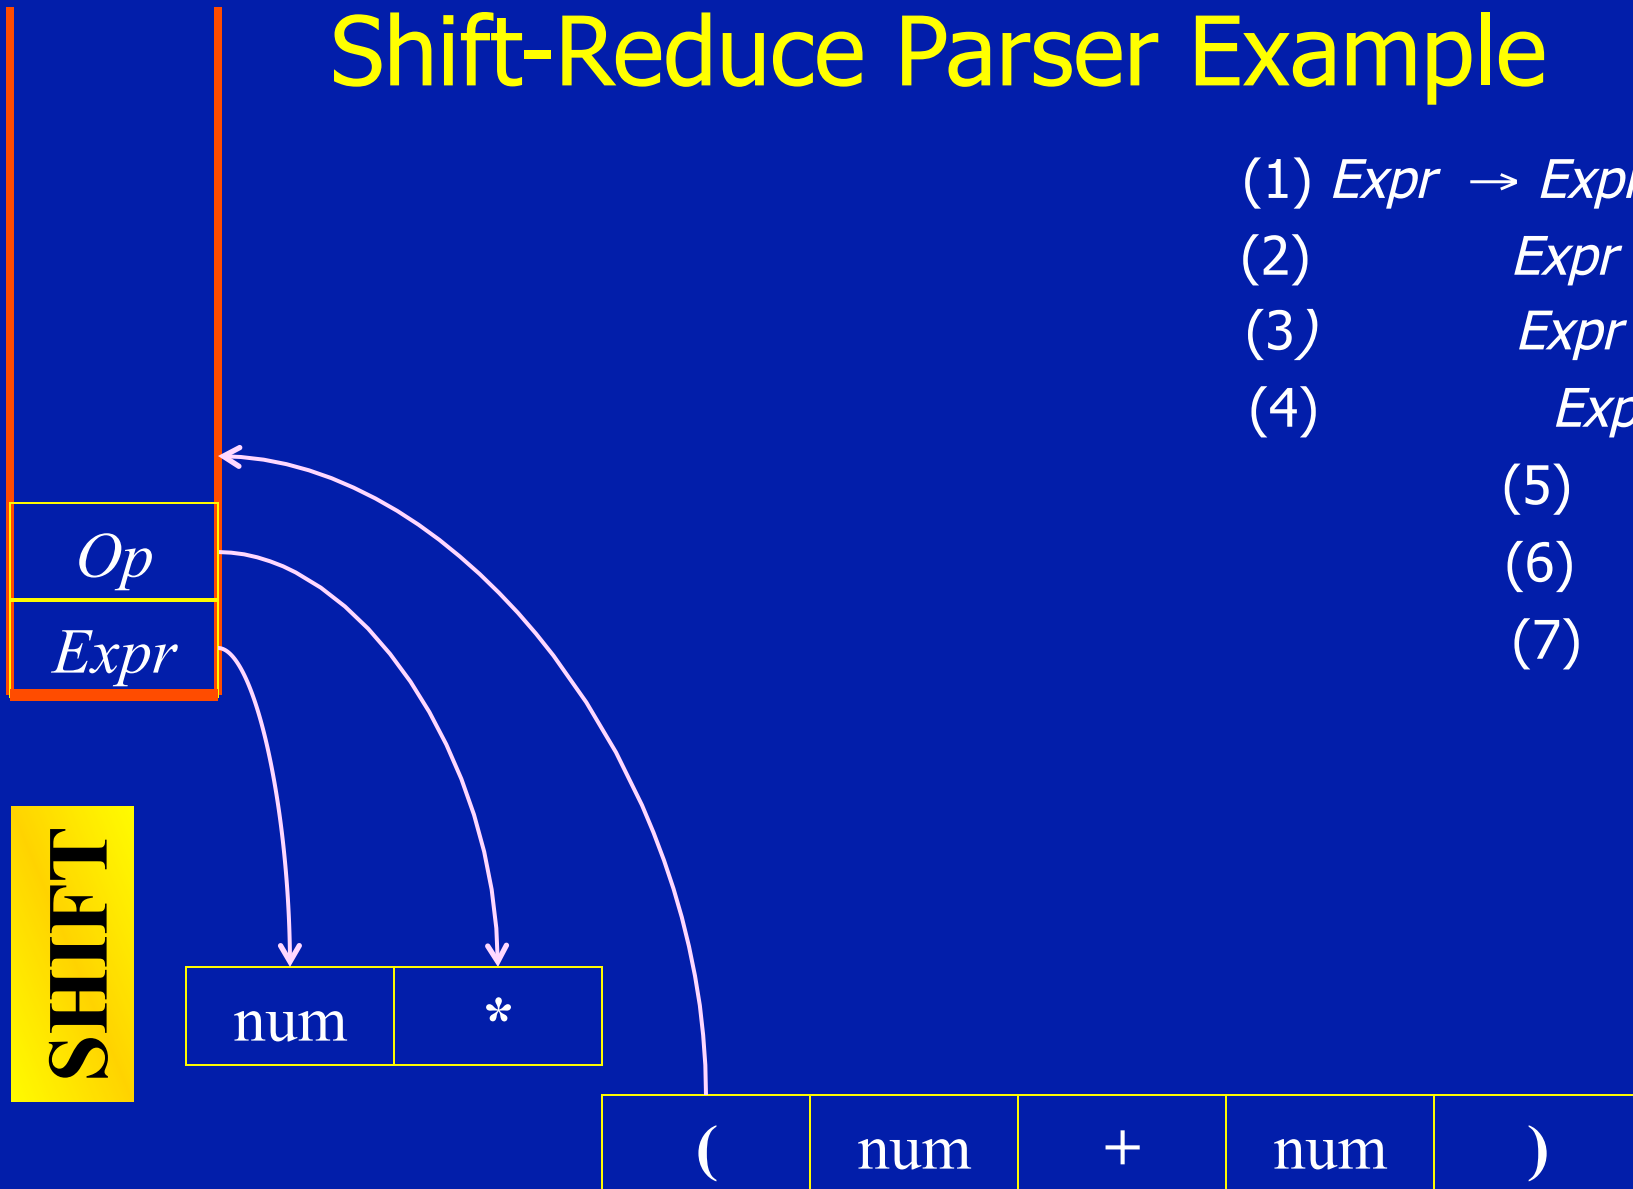 Shift-Reduce Parser Example
(1) Expr → Expr
(2) Expr
(3) Expr
(4) Exp
(5)
(6)
(7)
Op
Expr
SHIFT
num *
( num + num )